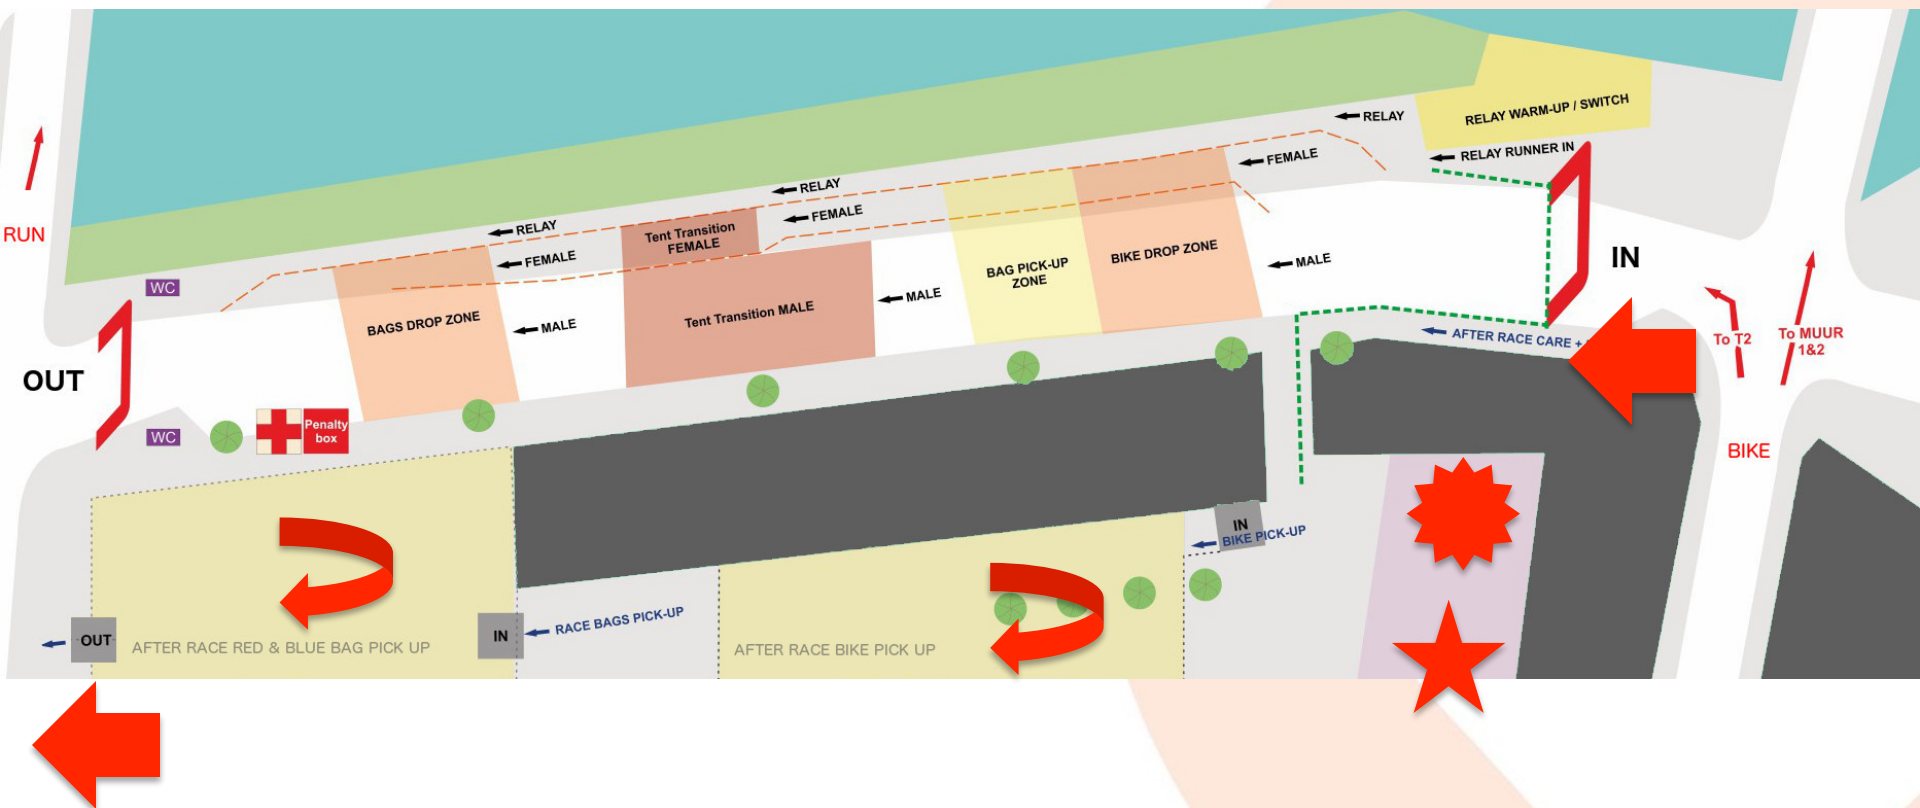 RELAY WARM-UP / SWITCH
RELAY
RELAY RUNNER IN
FEMALE
RELAY
FEMALE
RELAY
FEMALE
Tent Transition
FEMALE
RUN
WC
BAG PICK-UP
ZONE
BIKE DROP ZONE
MALE
IN
MALE
Tent Transition MALE
BAGS DROP ZONE
MALE
AFTER RACE CARE +
To T2
To MUUR
1&2
OUT
WC
Penalty
box
BIKE
IN
BIKE PICK-UP
RACE BAGS PICK-UP
IN
OUT
AFTER RACE RED & BLUE BAG PICK UP
AFTER RACE BIKE PICK UP